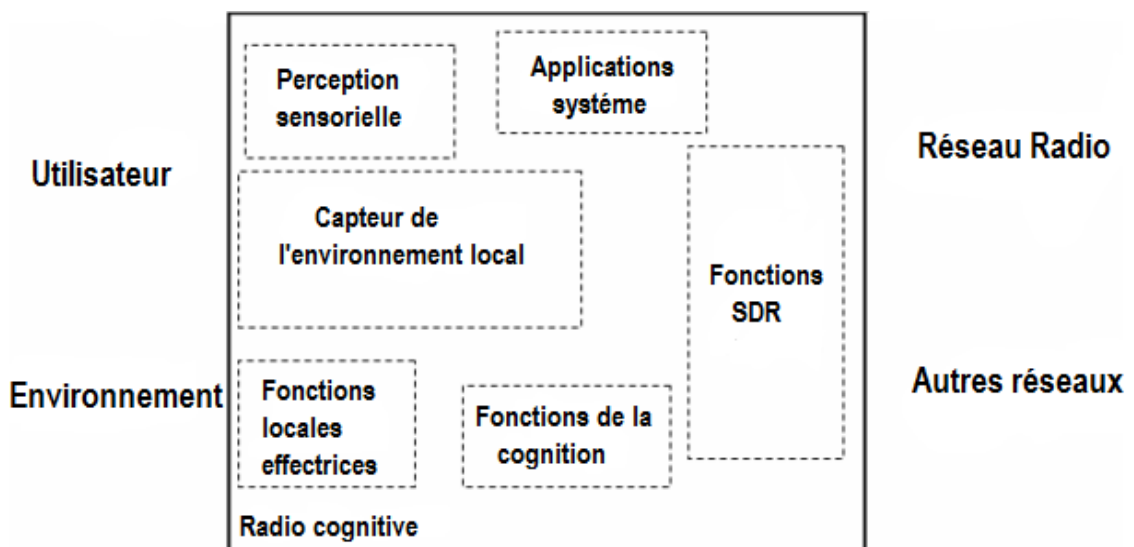 Perception
sensorielle
Applications
systéme
Utilisateur
Réseau Radio
Capteur de
l'environnement local
Fonctions
SDR
Environnement
Fonctions
locales
effectrices
Fonctions de la
cognition
Autres réseaux
Radio cognitive